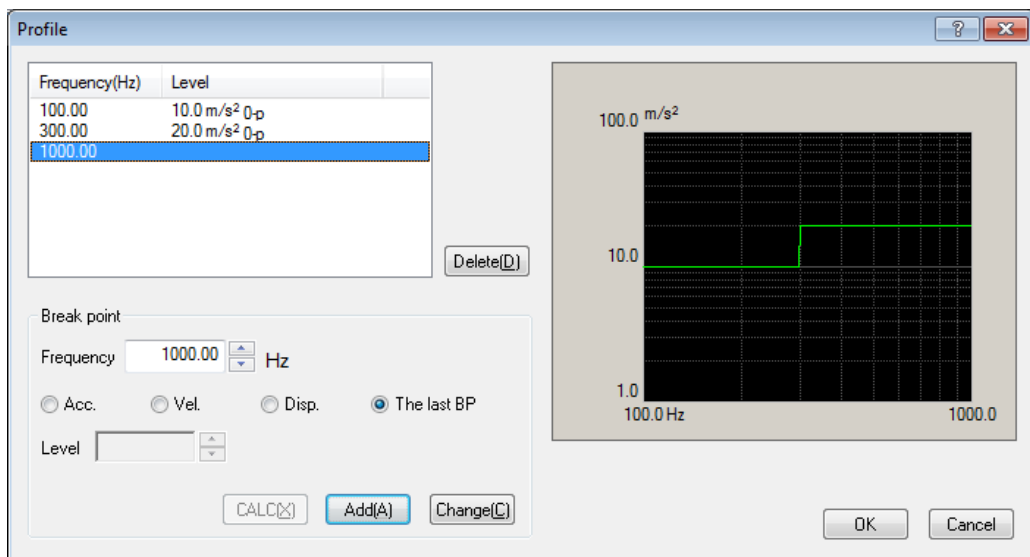 Profile
Frequency(Hz) Level
100.00 10.0 m/s² 0-p
300.00 20.0 m/s² 0-p
1000.00
Delete(D)
Break point
Frequency 1000.00 Hz
Acc. Vel. Disp. The last BP
Level
CALC(X) Add(A) Change(C)
100.0 m/s²
10.0
1.0
100.0 Hz 1000.0
OK Cancel